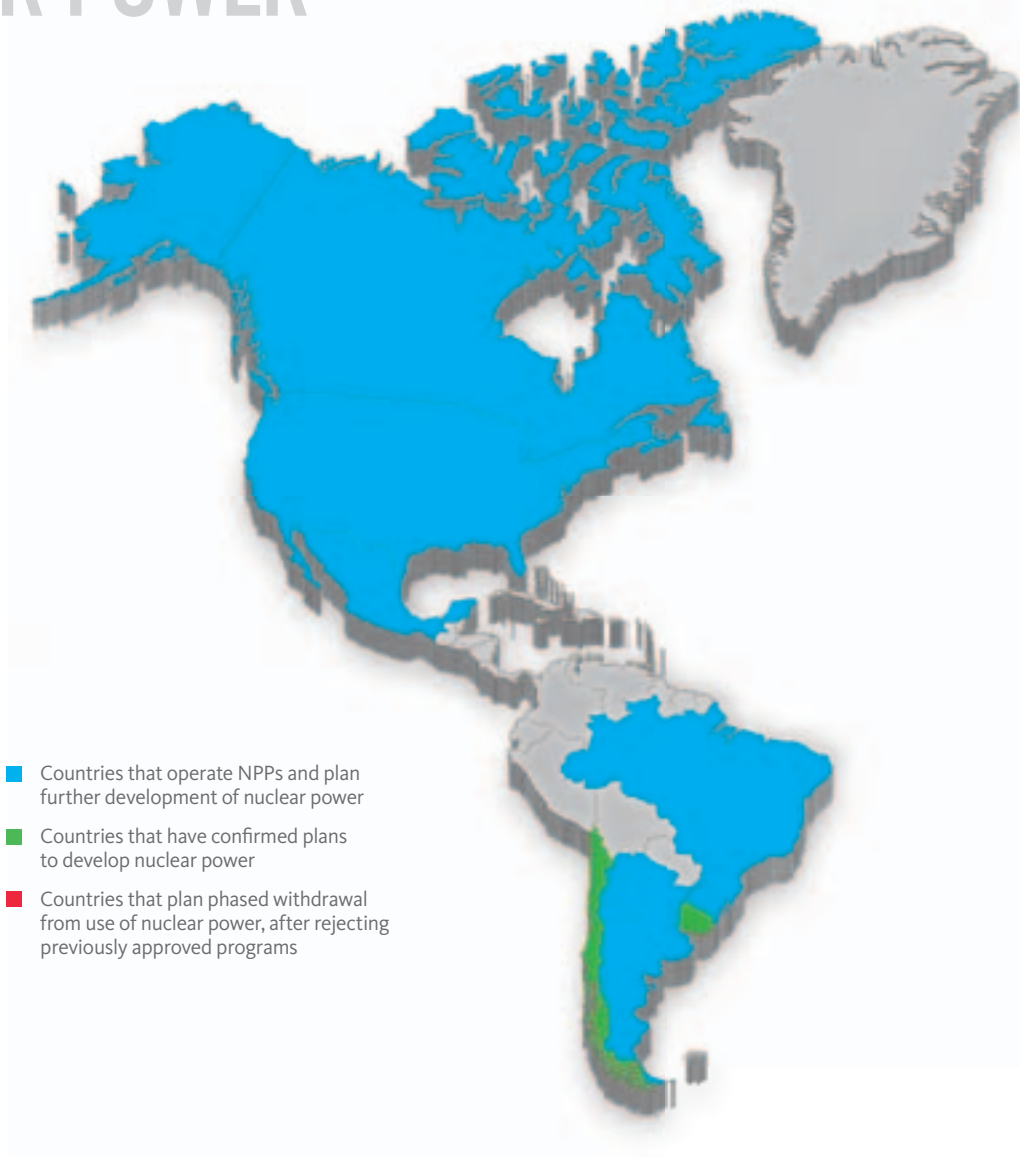 R POWER
Countries that operate NPPs and plan
further development of nuclear power
Countries that have confirmed plans
to develop nuclear power
Countries that plan phased withdrawal
from use of nuclear power, after rejecting
previously approved programs